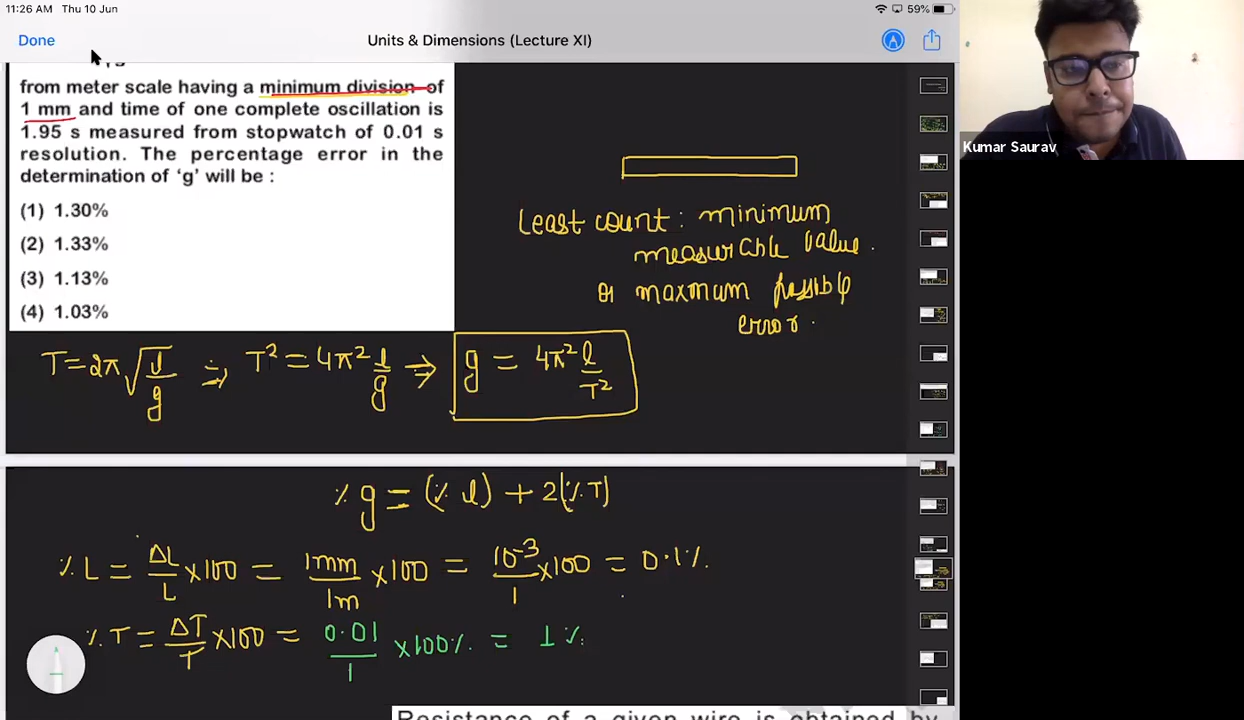 11:26 AM Thu 10 Jun
59%
Done
Units & Dimensions (Lecture XI)
from meter scale having a minimum division of
1 mm and time of one complete oscillation is
1.95 s measured from stopwatch of 0.01 s
resolution. The percentage error in the
determination of 'g' will be :
(1) 1.30%
(2) 1.33%
(3) 1.13%
(4) 1.03%
Kumar Saurav
Least count : minimum
measurable value.
or maxmum possible
error.
T = 2π √(l/g) ⇒ T² = 4π² l/g ⇒ g = 4π² l/T²
% g = (% l) + 2(% T)
% L = ΔL/L × 100 = 1mm/1m × 100 = 10⁻³/1 × 100 = 0.1%.
% T = ΔT/T × 100 = 0.01/1 × 100% = 1%
Resistance of a given wire is obtained by